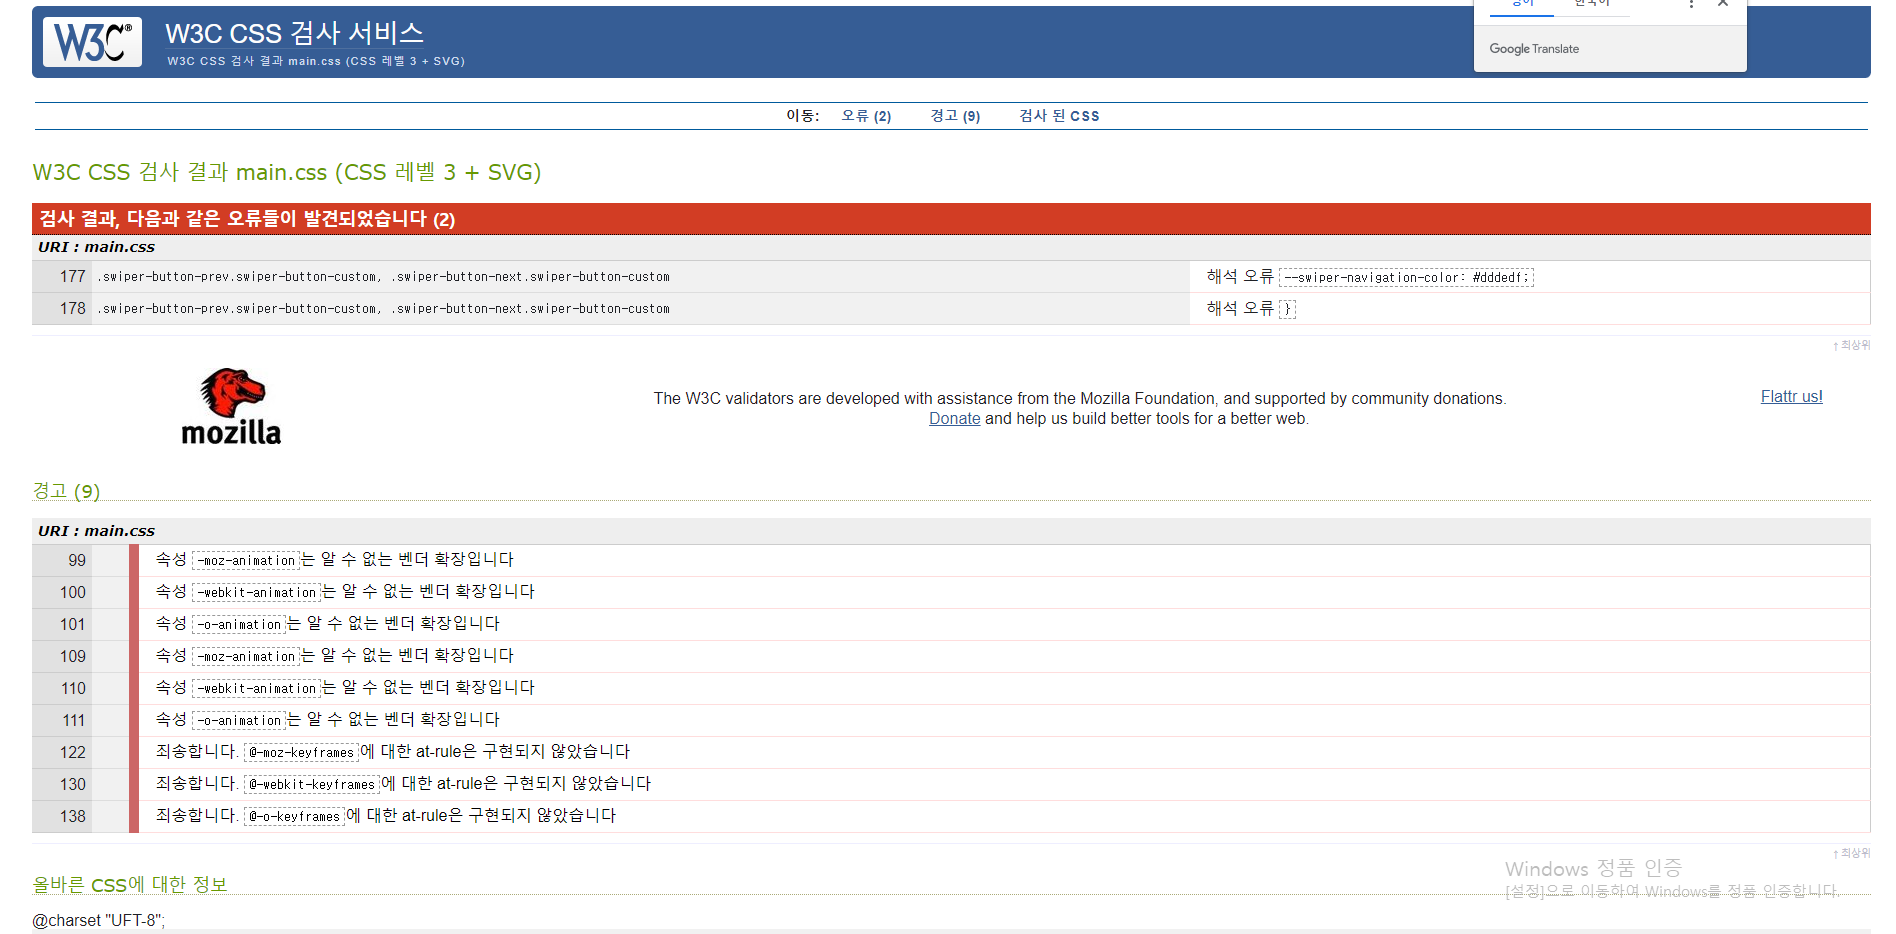 영어 한국어
Google Translate
W3C®
W3C CSS 검사 서비스
W3C CSS 검사 결과 main.css (CSS 레벨 3 + SVG)
이동: 오류 (2) 경고 (9) 검사 된 CSS
W3C CSS 검사 결과 main.css (CSS 레벨 3 + SVG)
검사 결과, 다음과 같은 오류들이 발견되었습니다 (2)
URI : main.css
177 .swiper-button-prev.swiper-button-custom, .swiper-button-next.swiper-button-custom 해석 오류 --swiper-navigation-color: #dddedf;
178 .swiper-button-prev.swiper-button-custom, .swiper-button-next.swiper-button-custom 해석 오류 }
↑ 최상위
mozilla
The W3C validators are developed with assistance from the Mozilla Foundation, and supported by community donations.
Donate and help us build better tools for a better web.
Flattr us!
경고 (9)
URI : main.css
99 속성 -moz-animation는 알 수 없는 벤더 확장입니다
100 속성 -webkit-animation는 알 수 없는 벤더 확장입니다
101 속성 -o-animation는 알 수 없는 벤더 확장입니다
109 속성 -moz-animation는 알 수 없는 벤더 확장입니다
110 속성 -webkit-animation는 알 수 없는 벤더 확장입니다
111 속성 -o-animation는 알 수 없는 벤더 확장입니다
122 죄송합니다. @-moz-keyframes에 대한 at-rule은 구현되지 않았습니다
130 죄송합니다. @-webkit-keyframes에 대한 at-rule은 구현되지 않았습니다
138 죄송합니다. @-o-keyframes에 대한 at-rule은 구현되지 않았습니다
↑ 최상위
Windows 정품 인증
[설정]으로 이동하여 Windows를 정품 인증합니다.
올바른 CSS에 대한 정보
@charset "UFT-8";